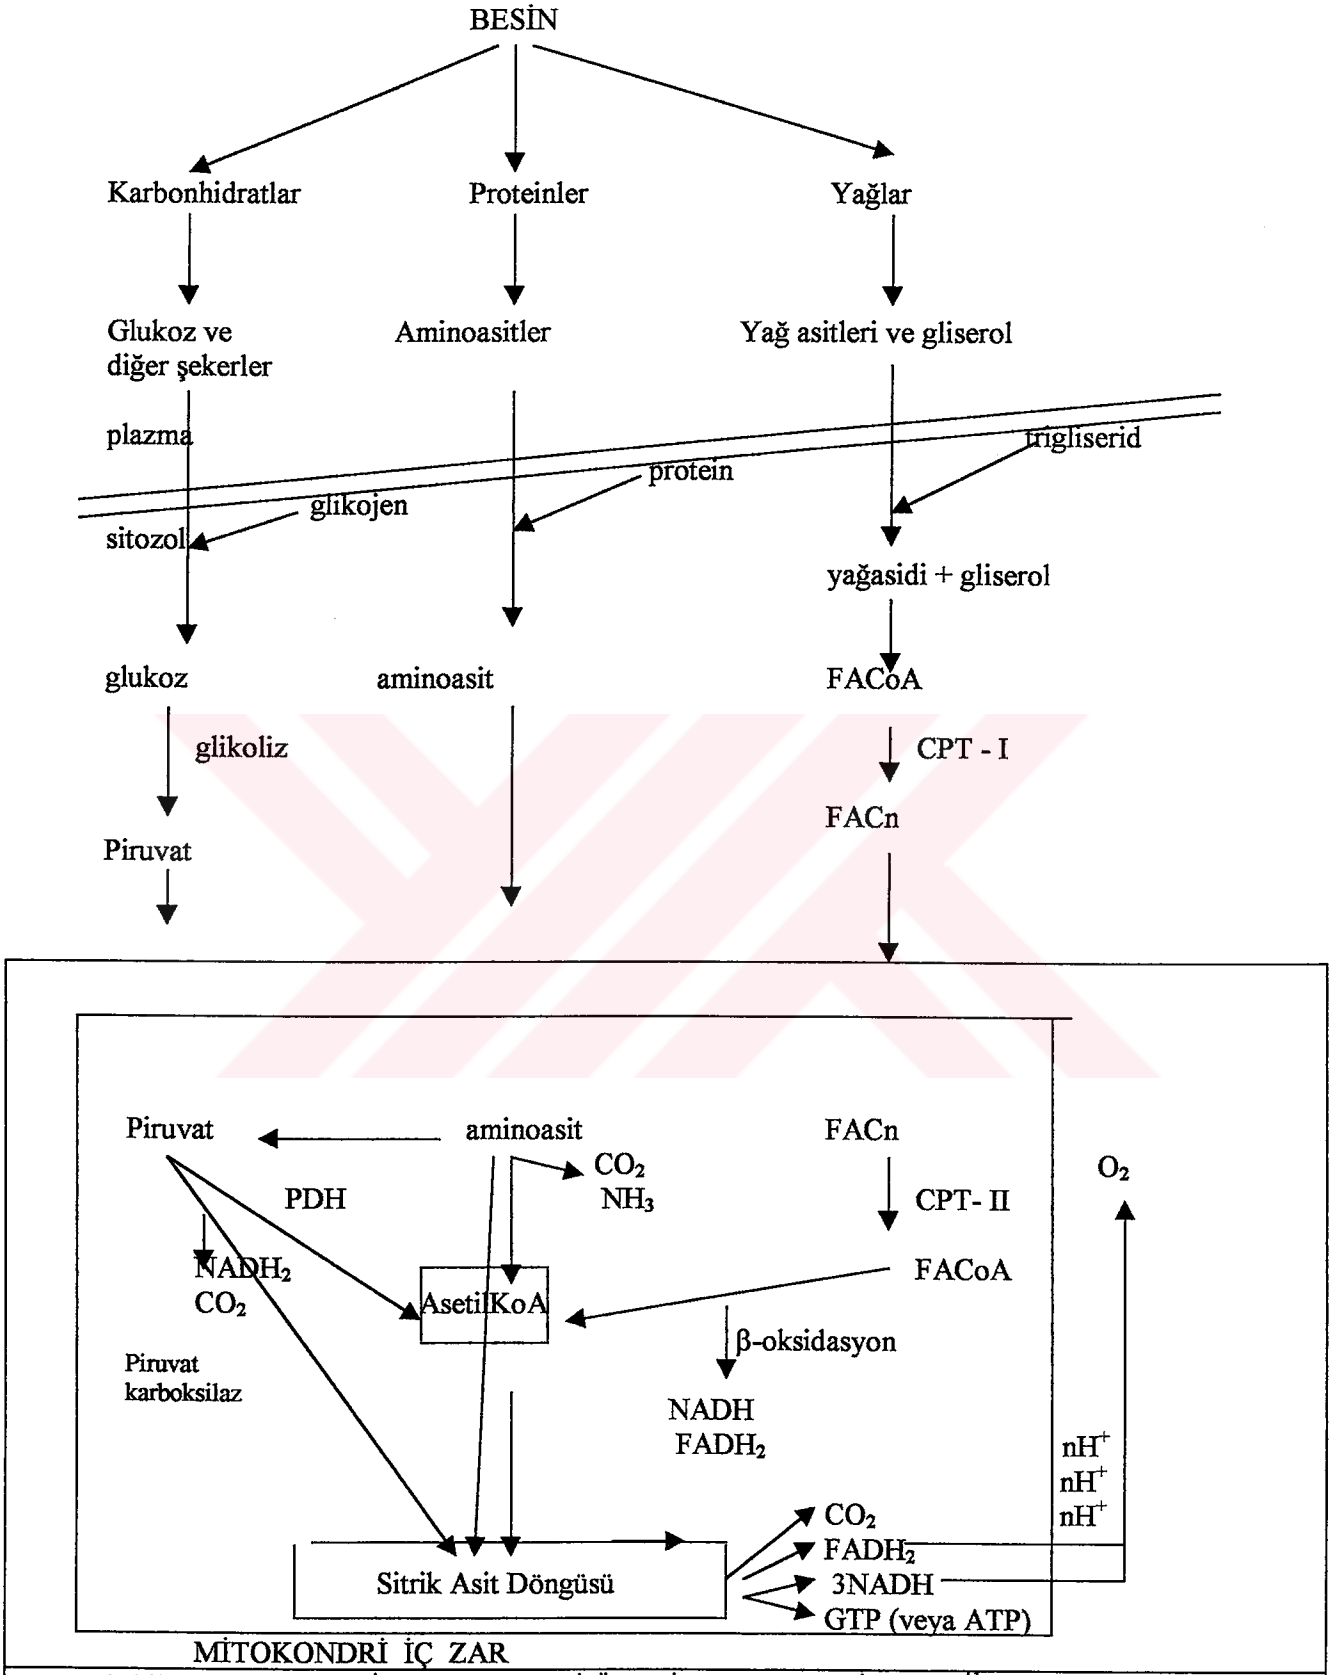 BESİN
Karbonhidratlar
Proteinler
Yağlar
Glukoz ve
diğer şekerler
Aminoasitler
Yağ asitleri ve gliserol
plazma
trigliserid
protein
glikojen
sitozol
yağasidi + gliserol
glukoz
aminoasit
FACoA
glikoliz
CPT - I
FACn
Piruvat
Piruvat
aminoasit
FACn
CO₂
NH₃
O₂
PDH
CPT- II
NADH₂
CO₂
FACoA
AsetilKoA
β-oksidasyon
Piruvat
karboksilaz
NADH
FADH₂
nH⁺
nH⁺
nH⁺
CO₂
FADH₂
3NADH
GTP (veya ATP)
Sitrik Asit Döngüsü
MİTOKONDRİ İÇ ZAR